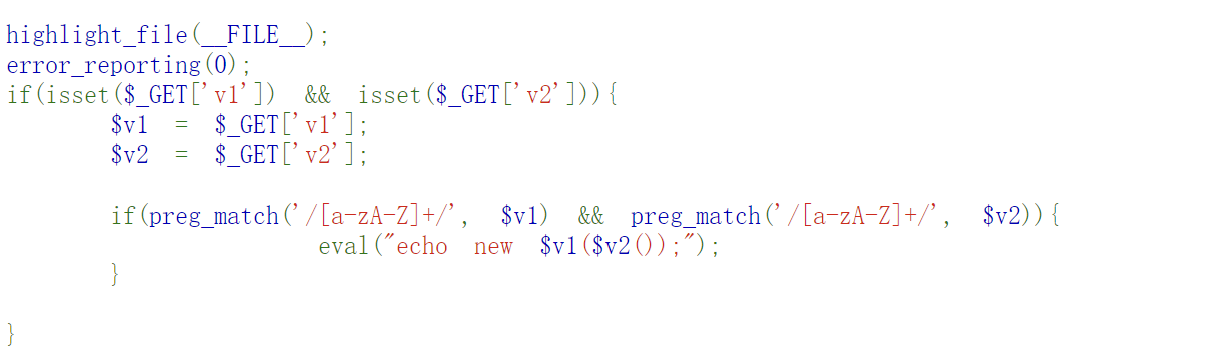 highlight_file(__FILE__);
error_reporting(0);
if(isset($_GET['v1']) && isset($_GET['v2'])){
$v1 = $_GET['v1'];
$v2 = $_GET['v2'];
if(preg_match('/[a-zA-Z]+/', $v1) && preg_match('/[a-zA-Z]+/', $v2)){
eval("echo new $v1($v2());");
}
}